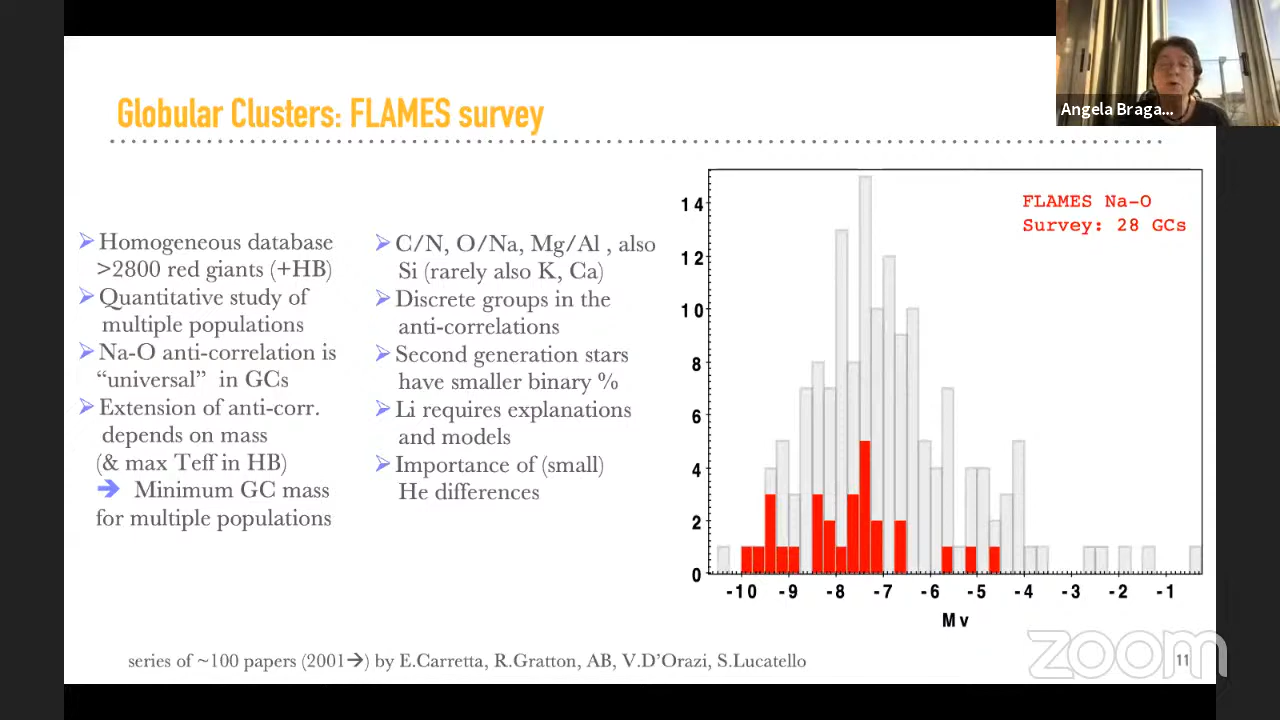 Globular Clusters: FLAMES survey
Angela Braga...
➢Homogeneous database
>2800 red giants (+HB)
➢Quantitative study of
multiple populations
➢Na-O anti-correlation is
“universal” in GCs
➢Extension of anti-corr.
depends on mass
(& max Teff in HB)
➔ Minimum GC mass
for multiple populations
➢C/N, O/Na, Mg/Al , also
Si (rarely also K, Ca)
➢Discrete groups in the
anti-correlations
➢Second generation stars
have smaller binary %
➢Li requires explanations
and models
➢Importance of (small)
He differences
FLAMES Na-O
Survey: 28 GCs
14
12
10
8
6
4
2
0
-10 -9 -8 -7 -6 -5 -4 -3 -2 -1
Mv
series of ~100 papers (2001➔) by E.Carretta, R.Gratton, AB, V.D’Orazi, S.Lucatello
zoom
11